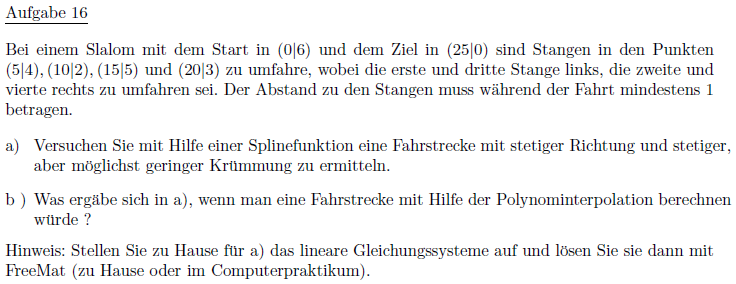 Aufgabe 16
Bei einem Slalom mit dem Start in (0|6) und dem Ziel in (25|0) sind Stangen in den Punkten
(5|4), (10|2), (15|5) und (20|3) zu umfahre, wobei die erste und dritte Stange links, die zweite und
vierte rechts zu umfahren sei. Der Abstand zu den Stangen muss während der Fahrt mindestens 1
betragen.
a) Versuchen Sie mit Hilfe einer Splinefunktion eine Fahrstrecke mit stetiger Richtung und stetiger,
aber möglichst geringer Krümmung zu ermitteln.
b ) Was ergäbe sich in a), wenn man eine Fahrstrecke mit Hilfe der Polynominterpolation berechnen
würde ?
Hinweis: Stellen Sie zu Hause für a) das lineare Gleichungssysteme auf und lösen Sie sie dann mit
FreeMat (zu Hause oder im Computerpraktikum).